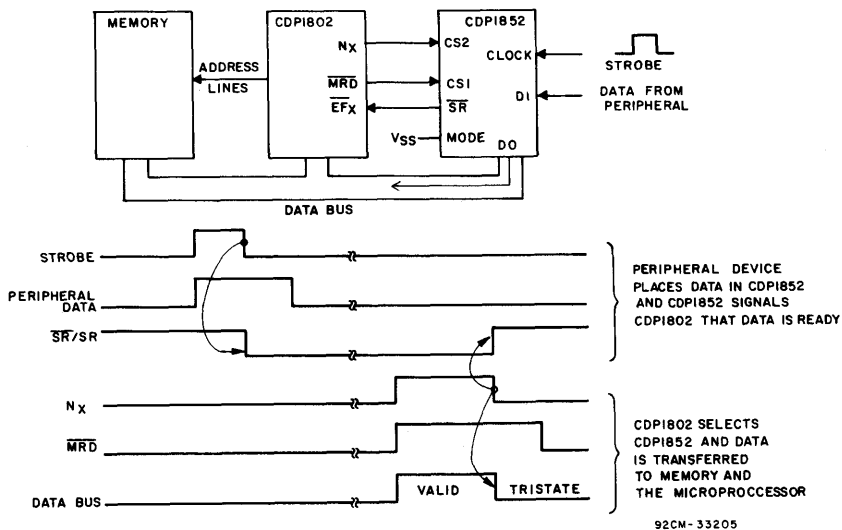 MEMORY
CDP1802
CDP1852
NX
CS2
CLOCK
STROBE
ADDRESS
LINES
MRD
CS1
DI
DATA FROM
PERIPHERAL
EFX
SR
VSS
MODE
DO
DATA BUS
STROBE
PERIPHERAL
DATA
SR/SR
PERIPHERAL DEVICE
PLACES DATA IN CDP1852
AND CDP1852 SIGNALS
CDP1802 THAT DATA IS READY
NX
MRD
DATA BUS
VALID
TRISTATE
CDP1802 SELECTS
CDP1852 AND DATA
IS TRANSFERRED
TO MEMORY AND
THE MICROPROCCESSOR
92CM-33205